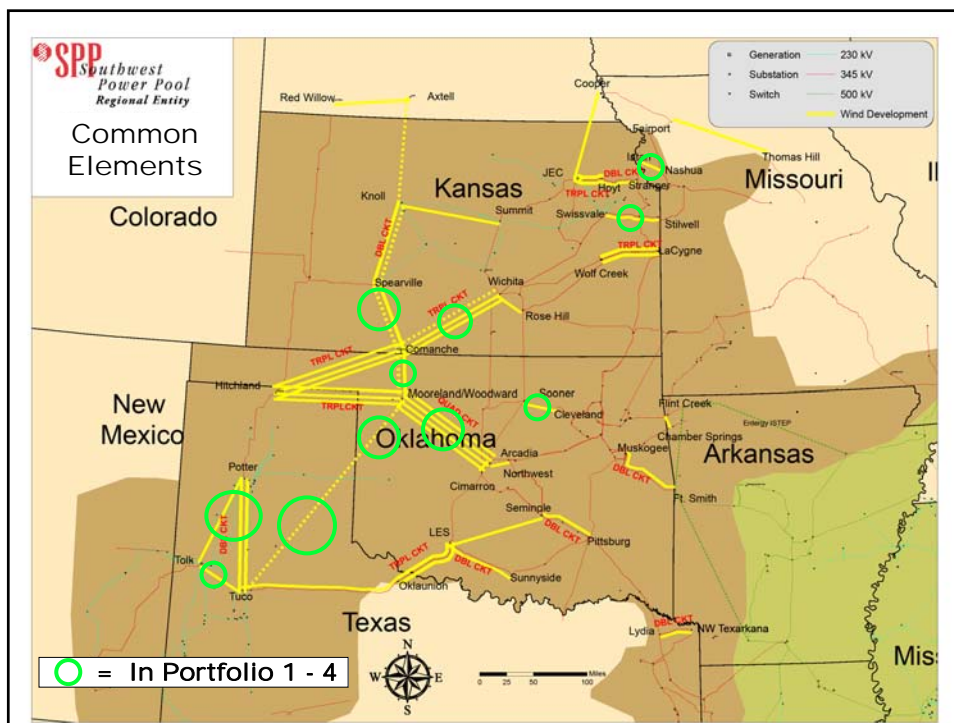 SPP
Southwest
Power Pool
Regional Entity
Common
Elements
Generation
Substation
Switch
230 kV
345 kV
500 kV
Wind Development
Red Willow
Axtell
Cooper
Fairport
Iatan
Nashua
Thomas Hill
Missouri
Colorado
Kansas
JEC
DBL CKT
TRPL CKT
Hoyt
Stranger
Knoll
Summit
Swissvale
Stilwell
DBL CKT
TRPL CKT
LaCygne
Wolf Creek
Spearville
Wichita
TRPL CKT
Rose Hill
Comanche
TRPL CKT
Hitchland
TRPLCKT
Mooreland/Woodward
QUAD CKT
Sooner
Cleveland
Flint Creek
Entergy ISTEP
Chamber Springs
New
Mexico
Oklahoma
Muskogee
Arkansas
Arcadia
Northwest
Cimarron
DBL CKT
Ft. Smith
Potter
DBL CKT
Semingle
LES
Pittsburg
DBL CKT
TRPL CKT
DBL CKT
Tolk
Tuco
Oklaunion
Sunnyside
Texas
DBL CKT
Lydia
NW Texarkana
Miss
N
W
E
S
0 25 50 100
Miles
= In Portfolio 1 - 4